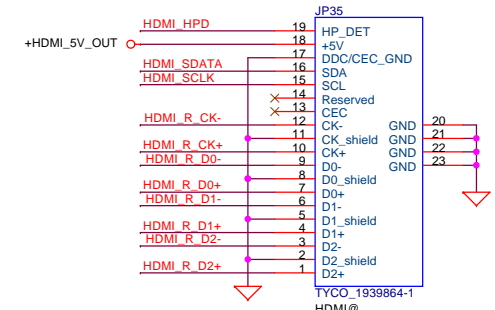 JP35
HDMI_HPD 19 HP_DET
+HDMI_5V_OUT 18 +5V
17 DDC/CEC_GND
HDMI_SDATA 16 SDA
HDMI_SCLK 15 SCL
14 Reserved
13 CEC
HDMI_R_CK- 12 CK- GND 20
11 CK_shield GND 21
HDMI_R_CK+ 10 CK+ GND 22
HDMI_R_D0- 9 D0- GND 23
8 D0_shield
HDMI_R_D0+ 7 D0+
HDMI_R_D1- 6 D1-
5 D1_shield
HDMI_R_D1+ 4 D1+
HDMI_R_D2- 3 D2-
2 D2_shield
HDMI_R_D2+ 1 D2+
TYCO_1939864-1
HDMI@